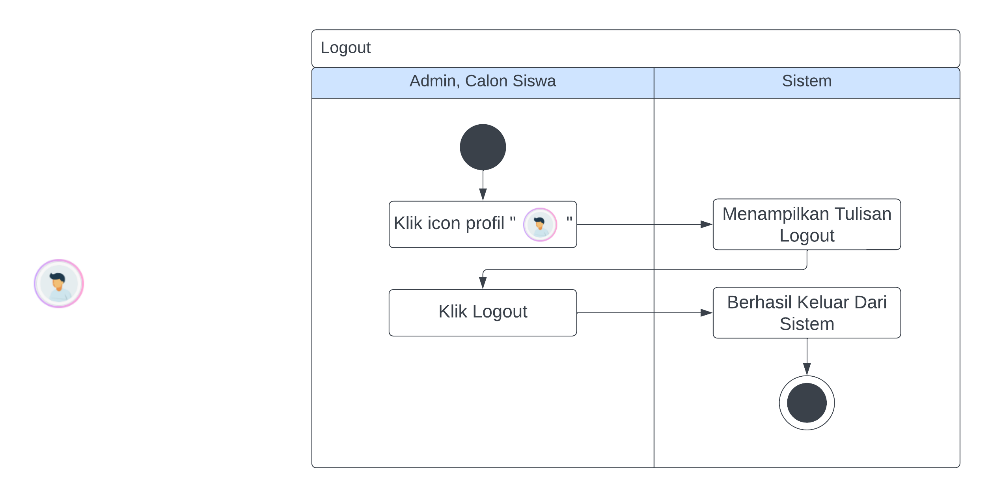 Logout
Admin, Calon Siswa
Sistem
Klik icon profil " "
Menampilkan Tulisan
Logout
Klik Logout
Berhasil Keluar Dari
Sistem